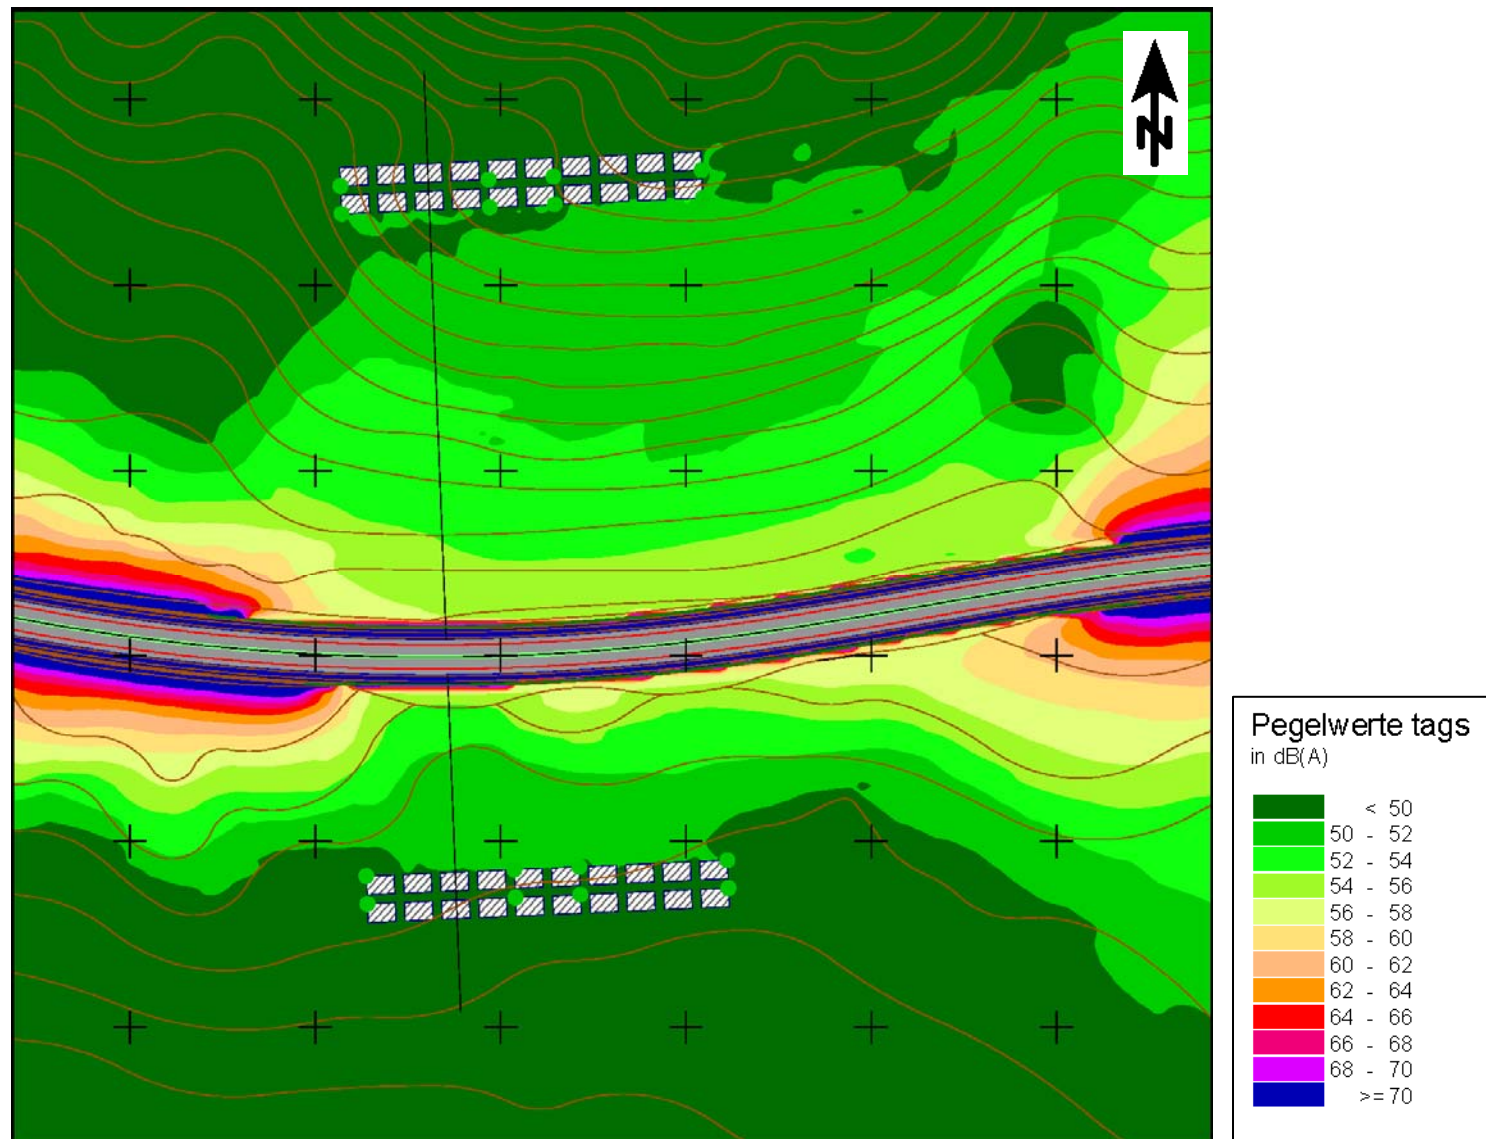 N
Pegelwerte tags
in dB(A)
< 50
50 - 52
52 - 54
54 - 56
56 - 58
58 - 60
60 - 62
62 - 64
64 - 66
66 - 68
68 - 70
>= 70